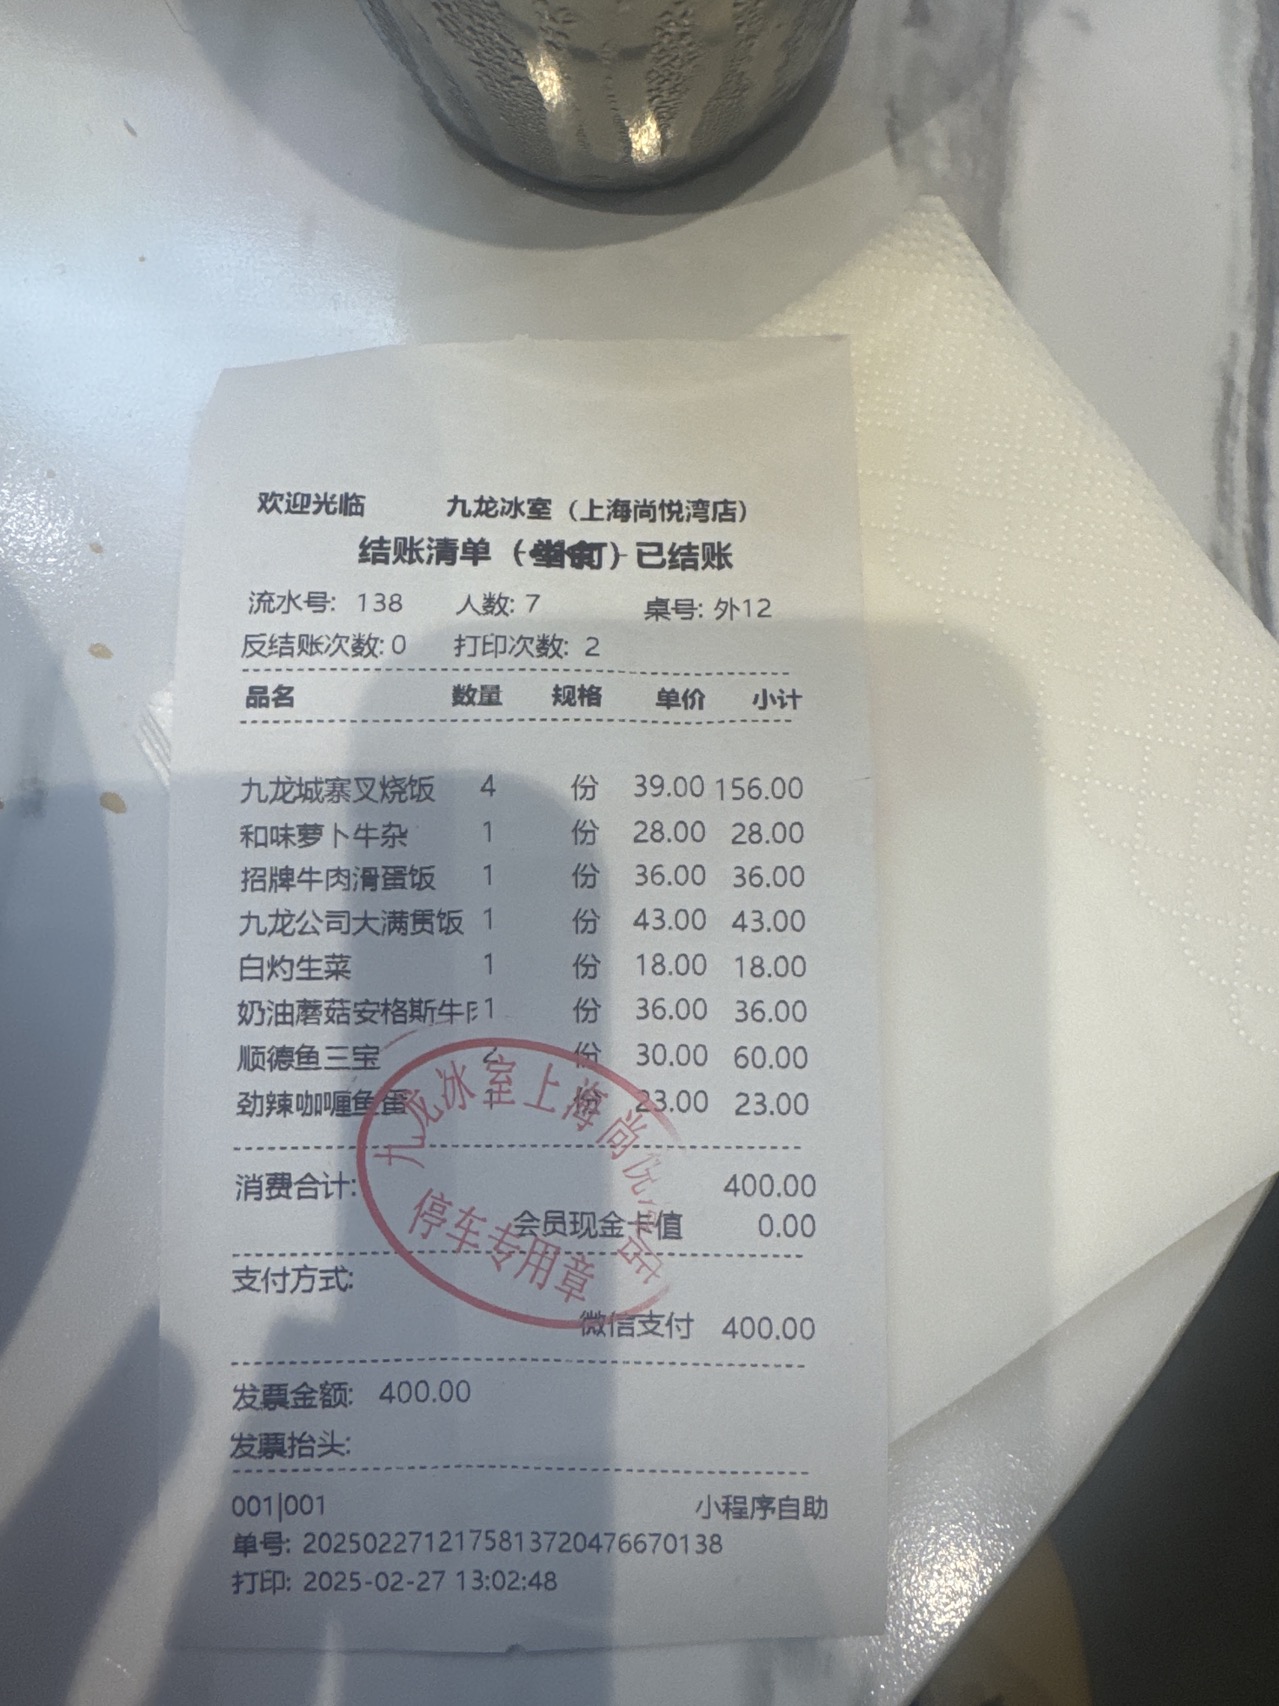 欢迎光临 九龙冰室（上海尚悦湾店）
结账清单 已结账
流水号: 138 人数: 7 桌号: 外12
反结账次数: 0 打印次数: 2
品名 数量 规格 单价 小计
九龙城寨叉烧饭 4 份 39.00 156.00
和味萝卜牛杂 1 份 28.00 28.00
招牌牛肉滑蛋饭 1 份 36.00 36.00
九龙公司大满贯饭 1 份 43.00 43.00
白灼生菜 1 份 18.00 18.00
奶油蘑菇安格斯牛 1 份 36.00 36.00
顺德鱼三宝 2 份 30.00 60.00
劲辣咖喱鱼蛋 1 份 23.00 23.00
九龙冰室上海尚悦湾店
停车专用章
消费合计: 400.00
会员现金卡值 0.00
支付方式:
微信支付 400.00
发票金额: 400.00
发票抬头:
001|001 小程序自助
单号: 2025022712175813720476670138
打印: 2025-02-27 13:02:48